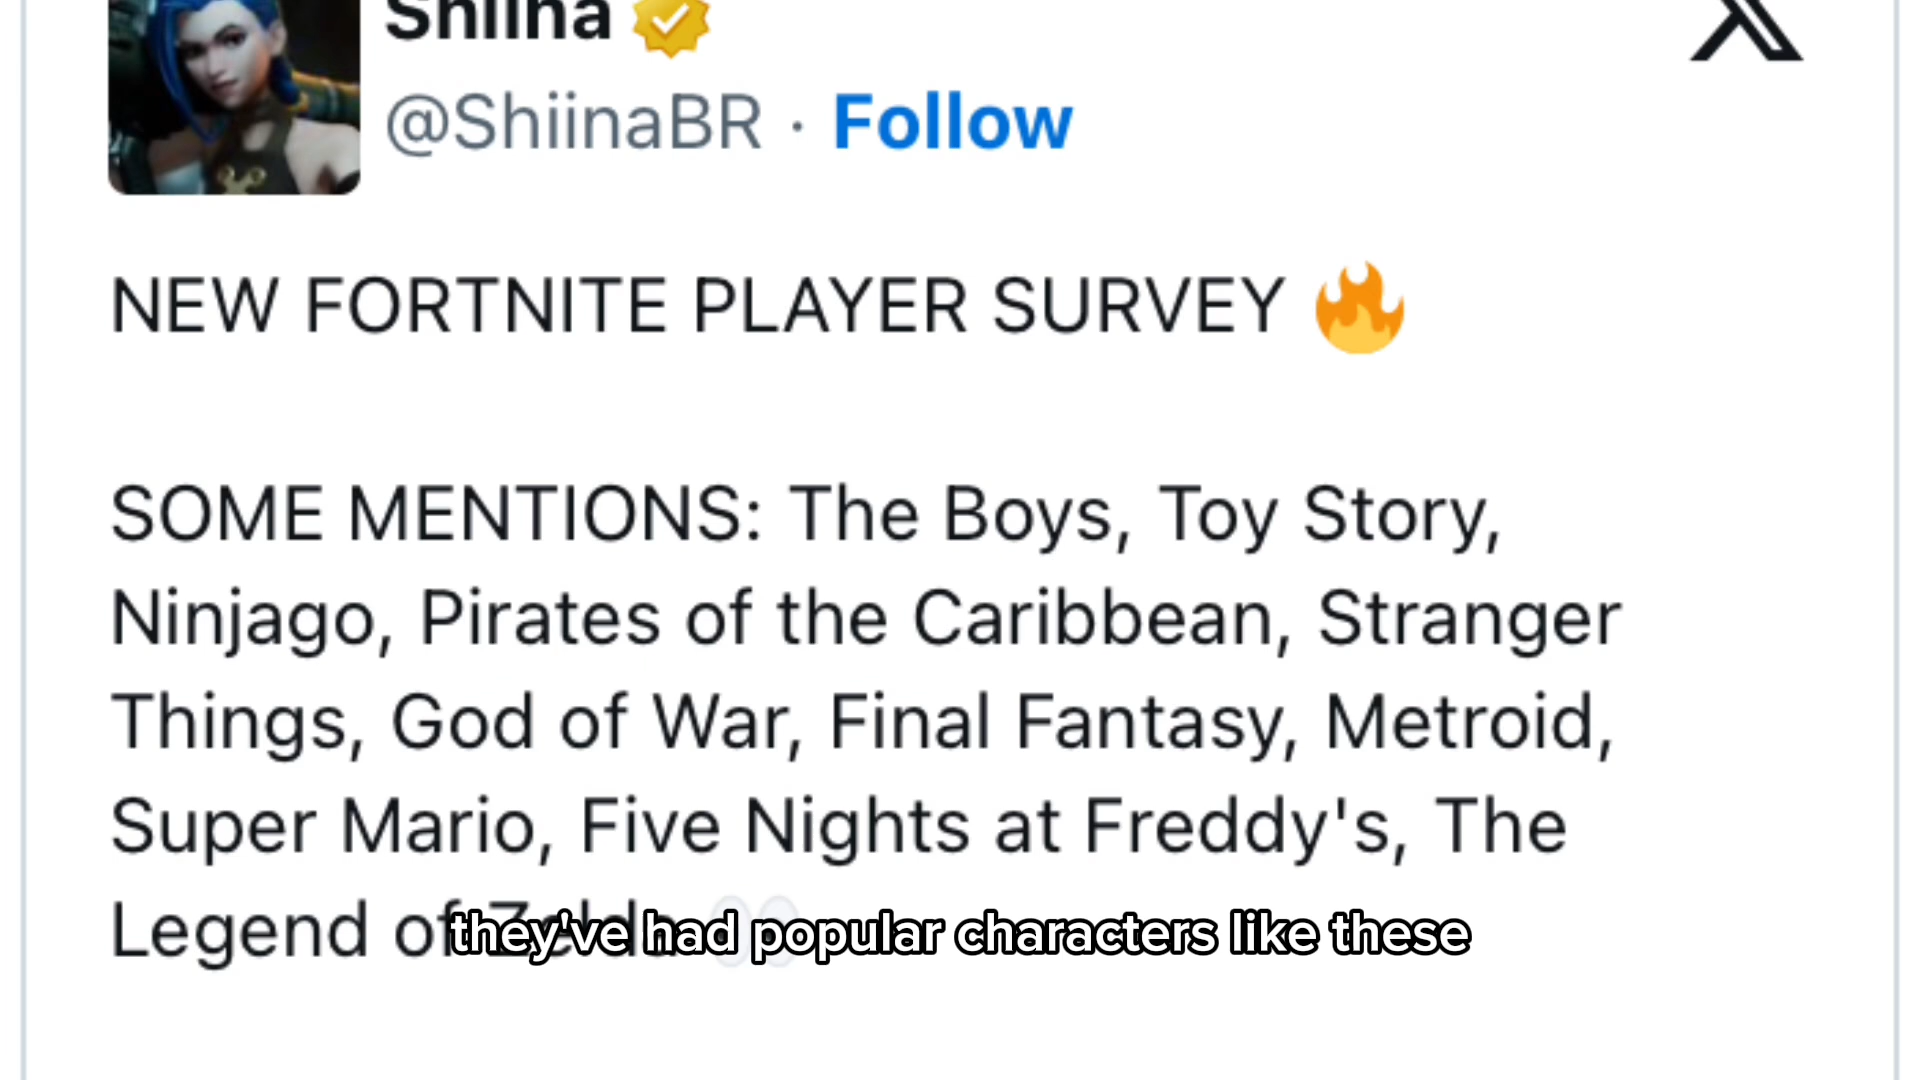 Shiina
@ShiinaBR · Follow
NEW FORTNITE PLAYER SURVEY 🔥
SOME MENTIONS: The Boys, Toy Story,
Ninjago, Pirates of the Caribbean, Stranger
Things, God of War, Final Fantasy, Metroid,
Super Mario, Five Nights at Freddy's, The
Legend of Zelda 👀
they've had popular characters like these